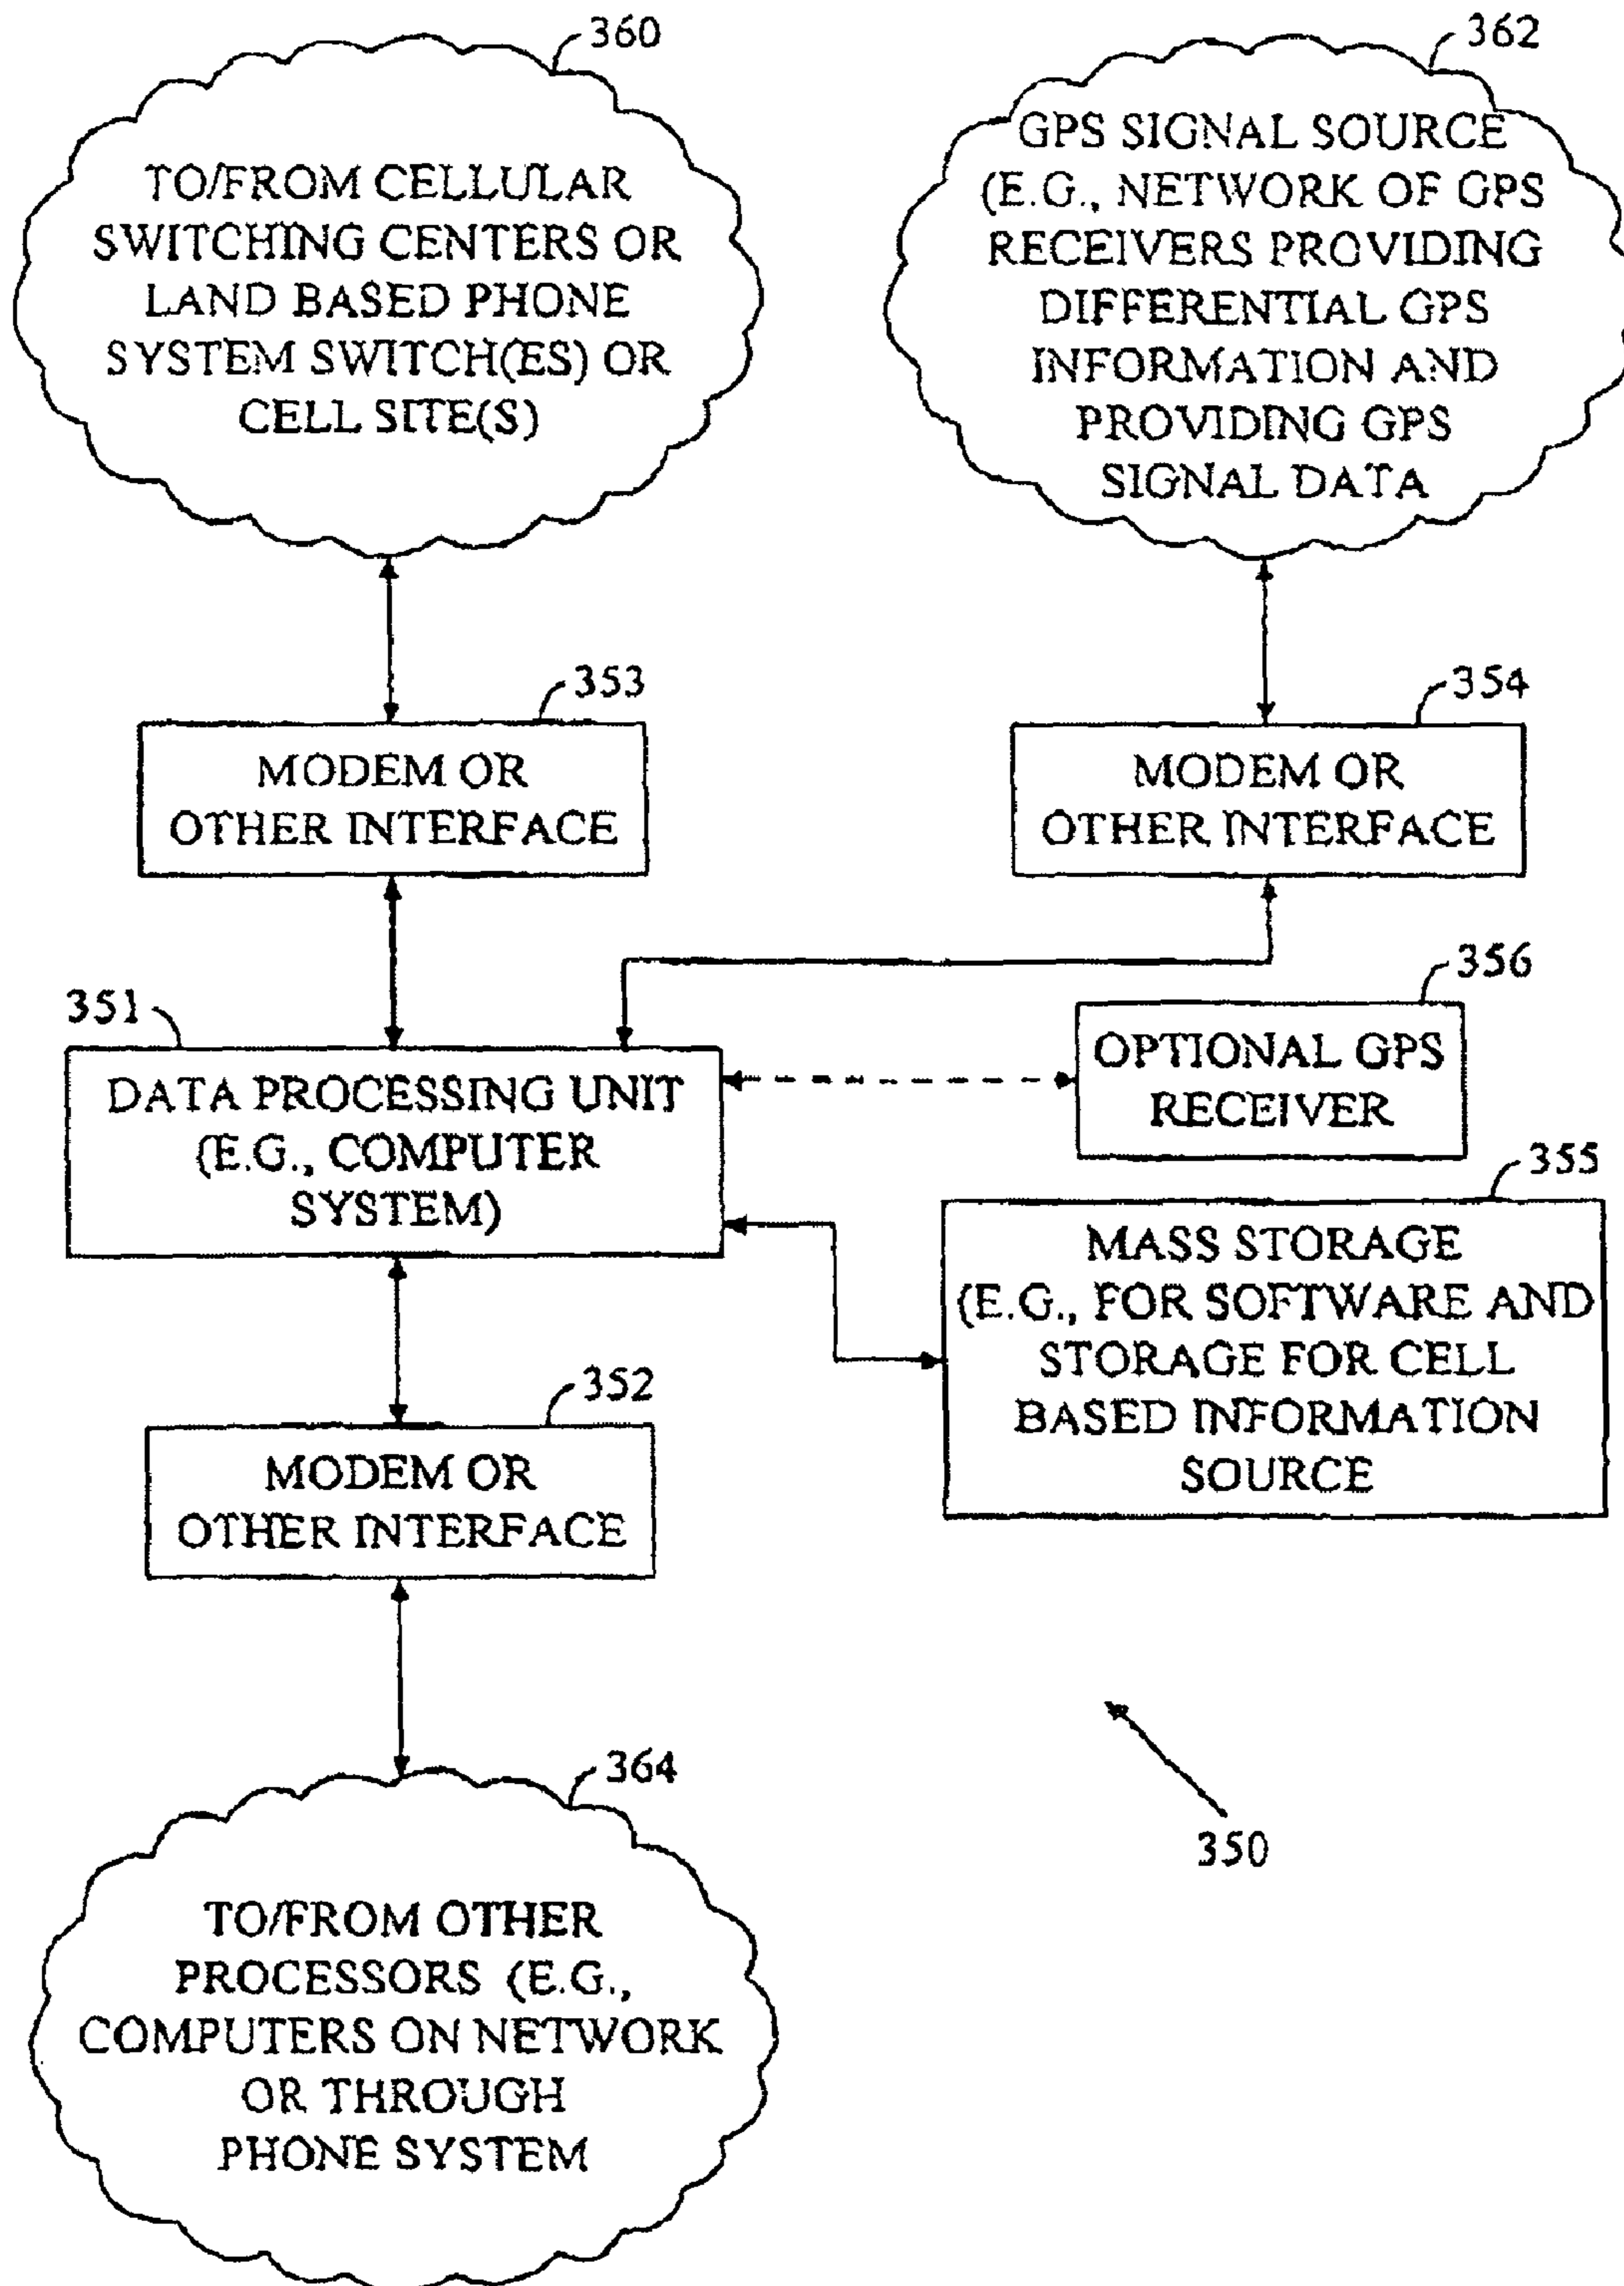 360
TO/FROM CELLULAR
SWITCHING CENTERS OR
LAND BASED PHONE
SYSTEM SWITCH(ES) OR
CELL SITE(S)
362
GPS SIGNAL SOURCE
(E.G., NETWORK OF GPS
RECEIVERS PROVIDING
DIFFERENTIAL GPS
INFORMATION AND
PROVIDING GPS
SIGNAL DATA
353
MODEM OR
OTHER INTERFACE
354
MODEM OR
OTHER INTERFACE
351
DATA PROCESSING UNIT
(E.G., COMPUTER
SYSTEM)
356
OPTIONAL GPS
RECEIVER
355
MASS STORAGE
(E.G., FOR SOFTWARE AND
STORAGE FOR CELL
BASED INFORMATION
SOURCE
352
MODEM OR
OTHER INTERFACE
364
TO/FROM OTHER
PROCESSORS (E.G.,
COMPUTERS ON NETWORK
OR THROUGH
PHONE SYSTEM
350